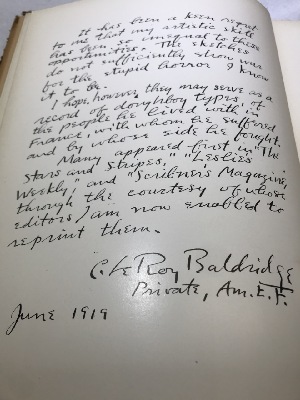 It has been a keen regret
to me that my artistic skill
has been so unequal to these
opportunities. The sketches
do not sufficiently show war
for the stupid horror I know
it to be.
I hope, however, they may serve as a
record of doughboy types, of
the people he lived with in
France, with whom he suffered
and by whose side he fought.
Many appeared first in "The
Stars and Stripes," "Leslies'
Weekly" and "Scribner's Magazine,"
through the courtesy of whose
editors I am now enabled to
reprint them.
C. LeRoy Baldridge
Private, Am.E.F.
June 1919